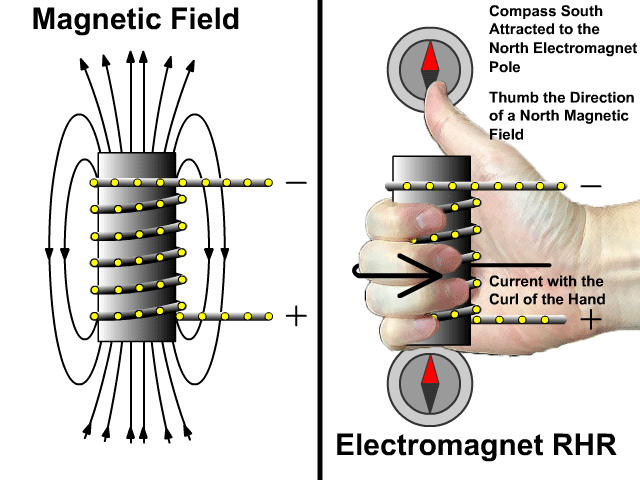 Magnetic Field
−
+
Compass South
Attracted to the
North Electromagnet
Pole
Thumb the Direction
of a North Magnetic
Field
−
Current with the
Curl of the Hand
+
Electromagnet RHR